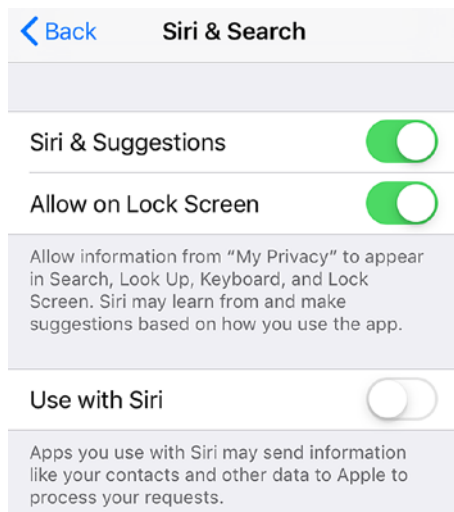 Back Siri & Search
Siri & Suggestions
Allow on Lock Screen
Allow information from “My Privacy” to appear
in Search, Look Up, Keyboard, and Lock
Screen. Siri may learn from and make
suggestions based on how you use the app.
Use with Siri
Apps you use with Siri may send information
like your contacts and other data to Apple to
process your requests.